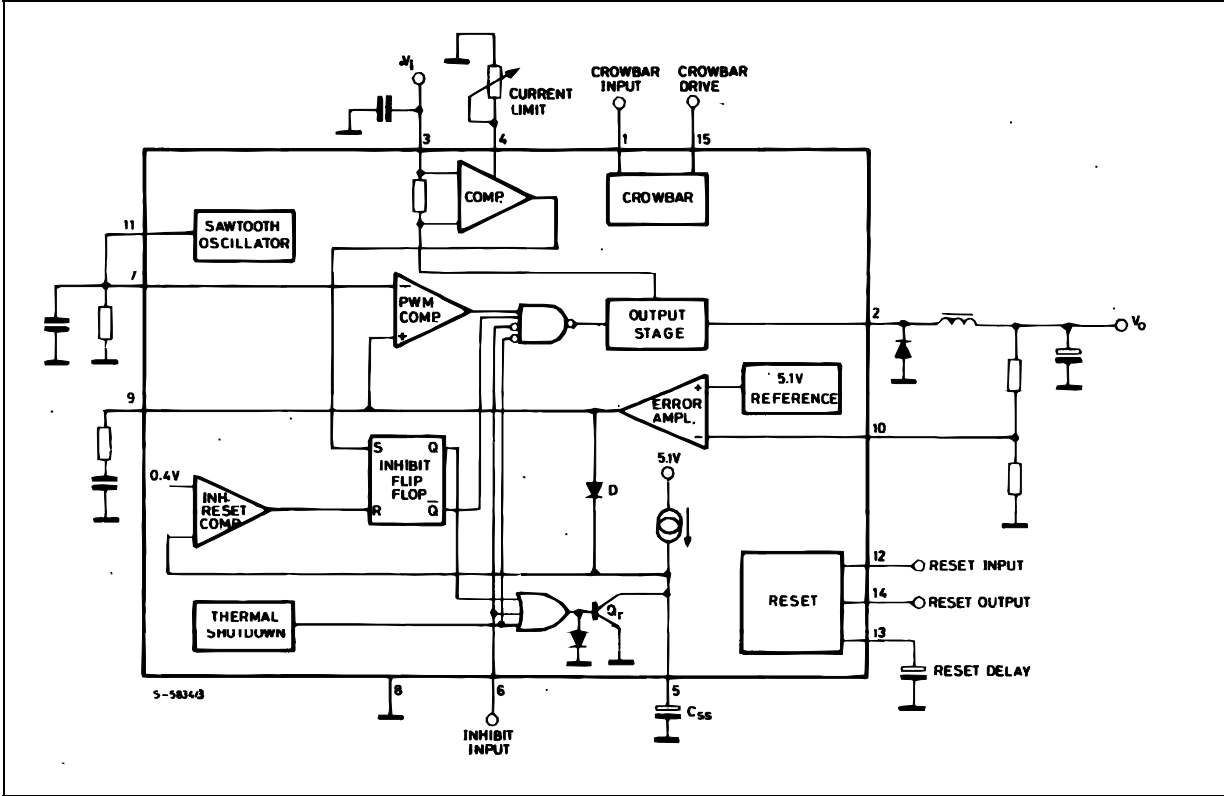 Vi
CURRENT
LIMIT
CROWBAR
INPUT
CROWBAR
DRIVE
3
4
1
15
COMP.
CROWBAR
11
SAWTOOTH
OSCILLATOR
7
−
PWM
COMP.
+
OUTPUT
STAGE
2
Vo
9
+
ERROR
AMPL.
−
5.1V
REFERENCE
10
0.4V
INH.
RESET
COMP.
S Q
INHIBIT
FLIP
FLOP
R Q̅
D
5.1V
12
RESET INPUT
RESET
14
RESET OUTPUT
13
RESET DELAY
THERMAL
SHUTDOWN
Qr
S-5834/3
8
6
5
Css
INHIBIT
INPUT